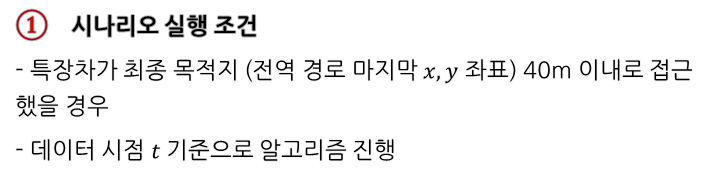 ① 시나리오 실행 조건
- 특장차가 최종 목적지 (전역 경로 마지막 x, y 좌표) 40m 이내로 접근
했을 경우
- 데이터 시점 t 기준으로 알고리즘 진행